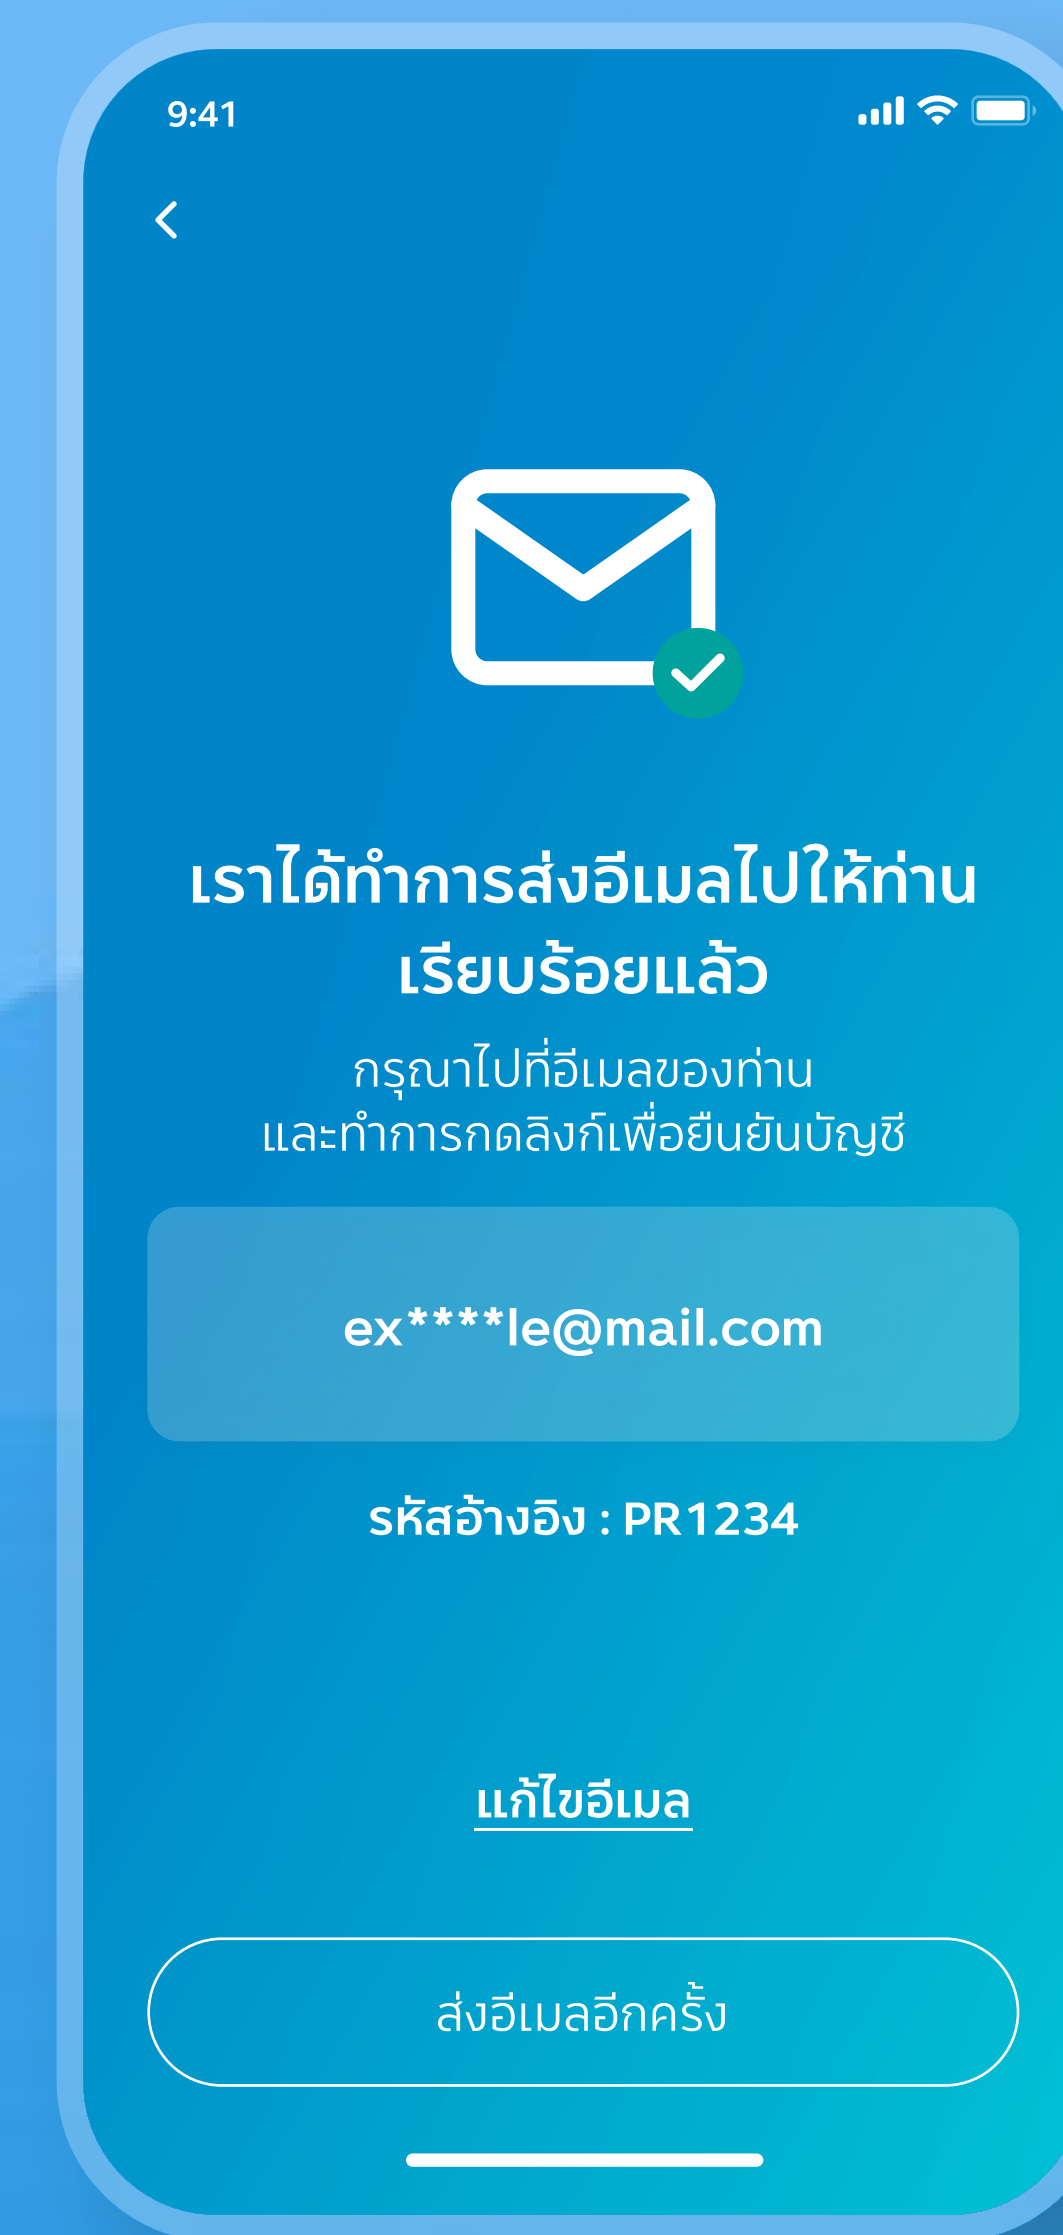 9:41
เราได้ทำการส่งอีเมลไปให้ท่าน
เรียบร้อยแล้ว
กรุณาไปที่อีเมลของท่าน
และทำการกดลิงก์เพื่อยืนยันบัญชี
ex****le@mail.com
รหัสอ้างอิง : PR1234
แก้ไขอีเมล
ส่งอีเมลอีกครั้ง